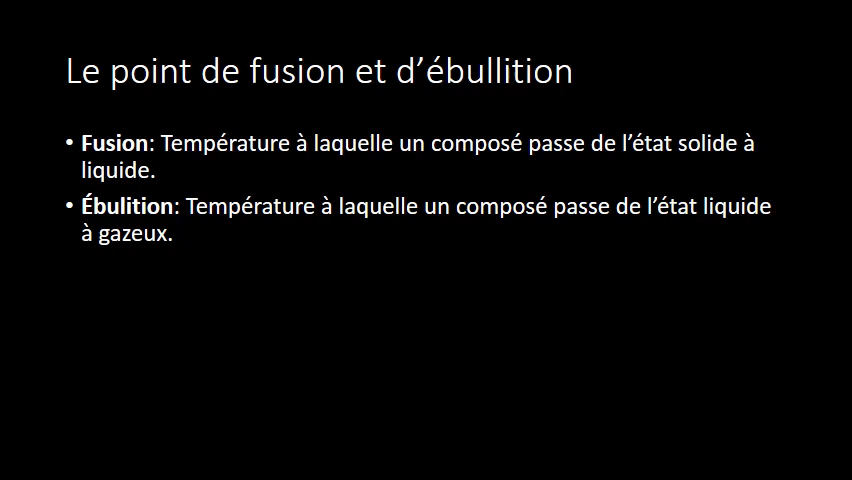 Le point de fusion et d’ébullition
• Fusion: Température à laquelle un composé passe de l’état solide à
liquide.
• Ébulition: Température à laquelle un composé passe de l’état liquide
à gazeux.